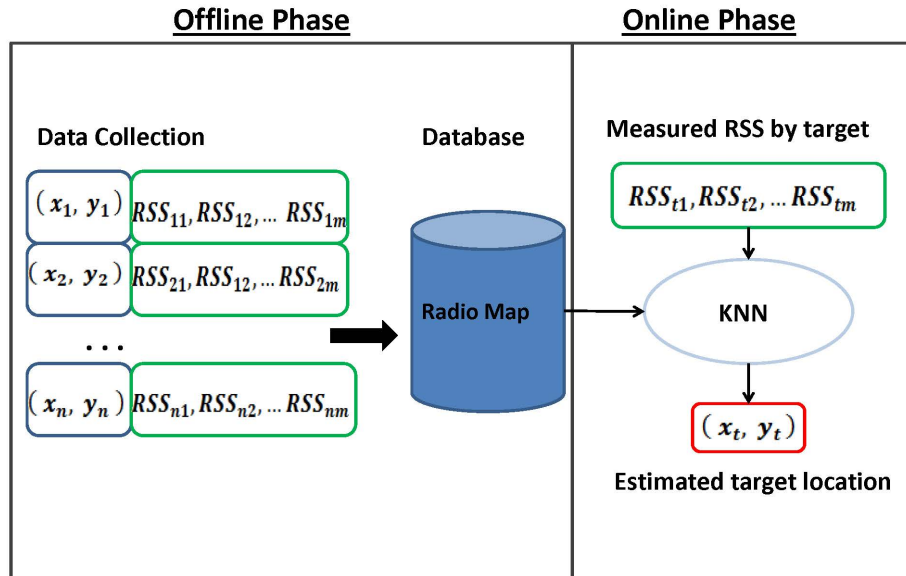 Offline Phase
Online Phase
Data Collection
Database
(x₁, y₁) RSS₁₁, RSS₁₂, ... RSS₁ₘ
(x₂, y₂) RSS₂₁, RSS₁₂, ... RSS₂ₘ
...
(xₙ, yₙ) RSSₙ₁, RSSₙ₂, ... RSSₙₘ
Radio Map
Measured RSS by target
RSSₜ₁, RSSₜ₂, ... RSSₜₘ
KNN
(xₜ, yₜ)
Estimated target location